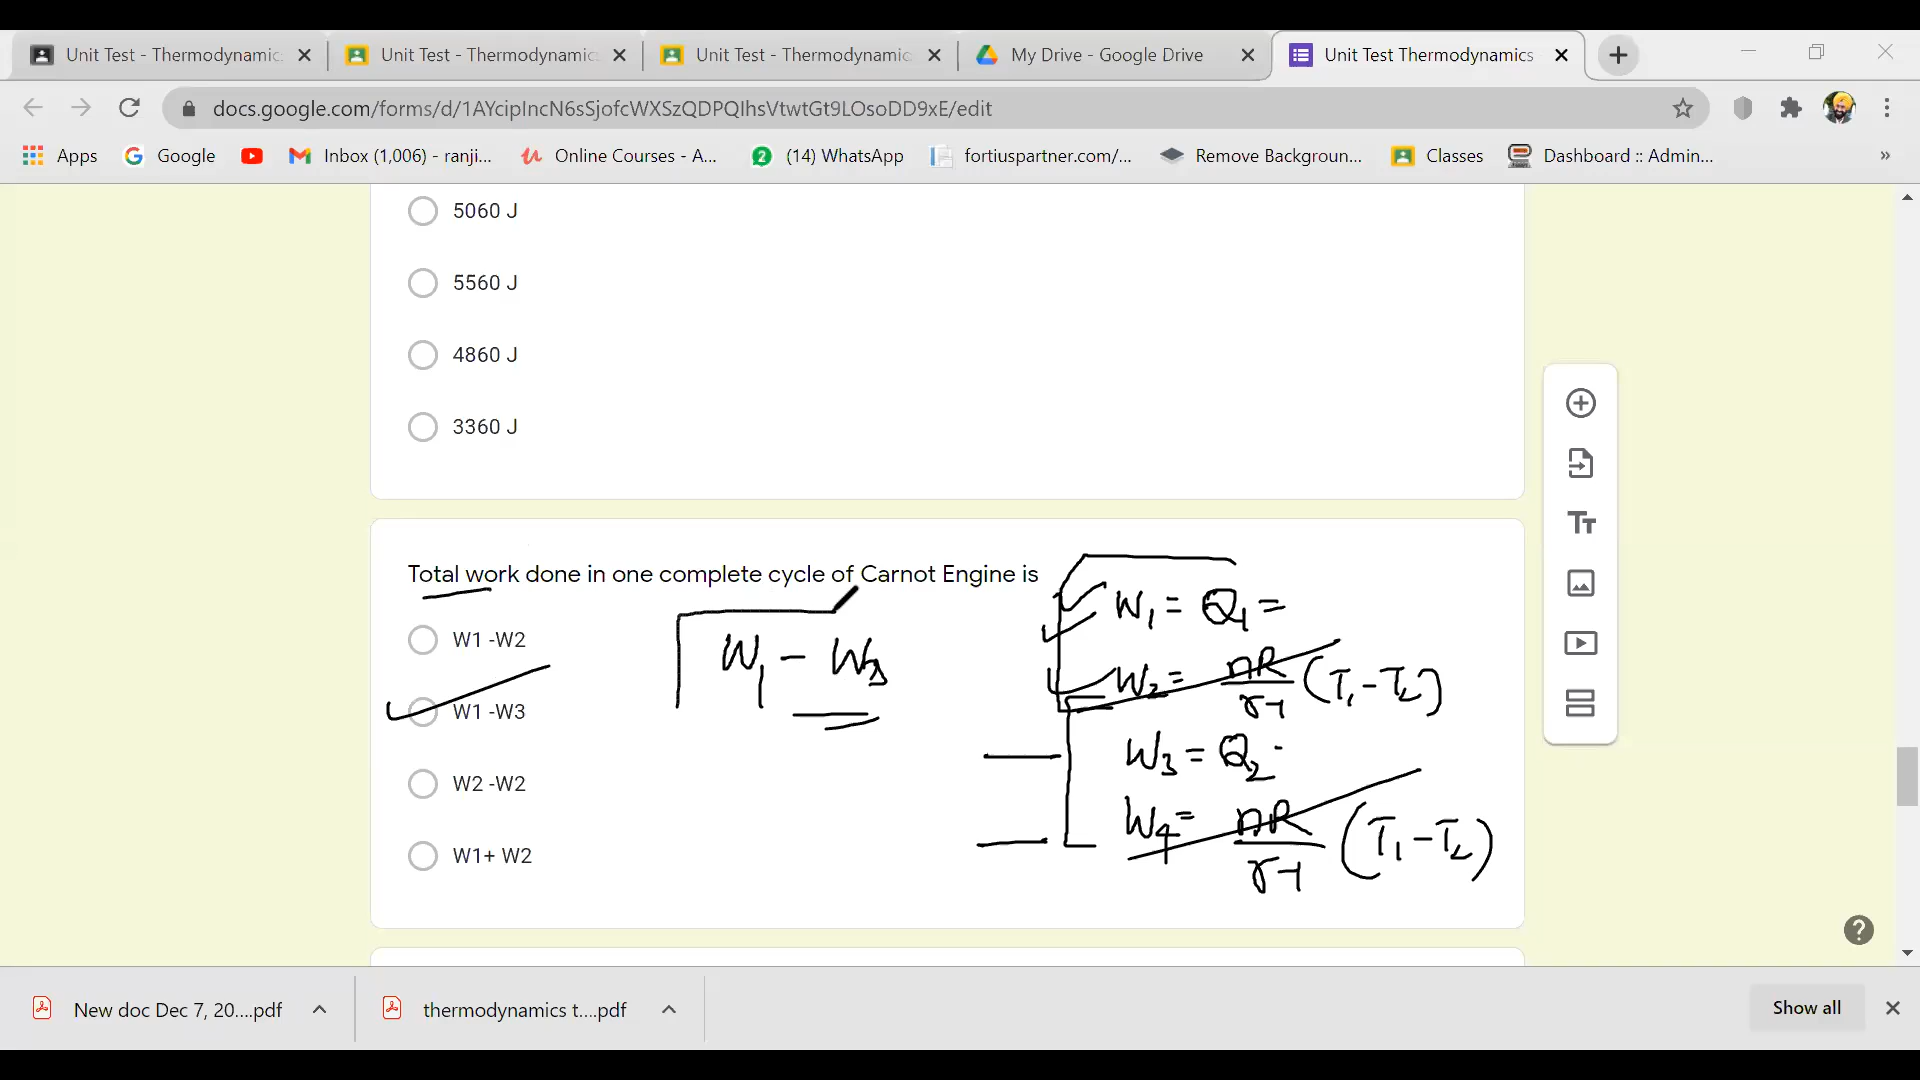 Unit Test - Thermodynamic
Unit Test - Thermodynamic
Unit Test - Thermodynamic
My Drive - Google Drive
Unit Test Thermodynamics
docs.google.com/forms/d/1AYcipIncN6sSjofcWXSzQDPQIhsVtwtGt9LOsoDD9xE/edit
Apps
Google
Inbox (1,006) - ranji...
Online Courses - A...
2
(14) WhatsApp
fortiuspartner.com/...
Remove Backgroun...
Classes
Dashboard :: Admin...
»
5060 J
5560 J
4860 J
3360 J
Total work done in one complete cycle of Carnot Engine is
W1 -W2
W1 -W3
W2 -W2
W1+ W2
W₁ - W₃
W₁ = Q₁ =
W₂ = nR/γ-1 (T₁-T₂)
W₃ = Q₂ -
W₄ = nR/γ-1 (T₁-T₂)
Tт
?
New doc Dec 7, 20....pdf
thermodynamics t....pdf
Show all